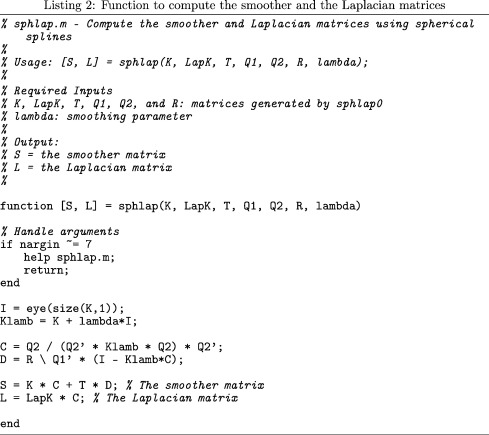 Listing 2: Function to compute the smoother and the Laplacian matrices
% sphlap.m - Compute the smoother and Laplacian matrices using spherical
splines
%
% Usage: [S, L] = sphlap(K, LapK, T, Q1, Q2, R, lambda);
%
% Required Inputs
% K, LapK, T, Q1, Q2, and R: matrices generated by sphlap0
% lambda: smoothing parameter
%
% Output:
% S = the smoother matrix
% L = the Laplacian matrix
%
function [S, L] = sphlap(K, LapK, T, Q1, Q2, R, lambda)
% Handle arguments
if nargin ~= 7
help sphlap.m;
return;
end
I = eye(size(K,1));
Klamb = K + lambda*I;
C = Q2 / (Q2' * Klamb * Q2) * Q2';
D = R \ Q1' * (I - Klamb*C);
S = K * C + T * D; % The smoother matrix
L = LapK * C; % The Laplacian matrix
end